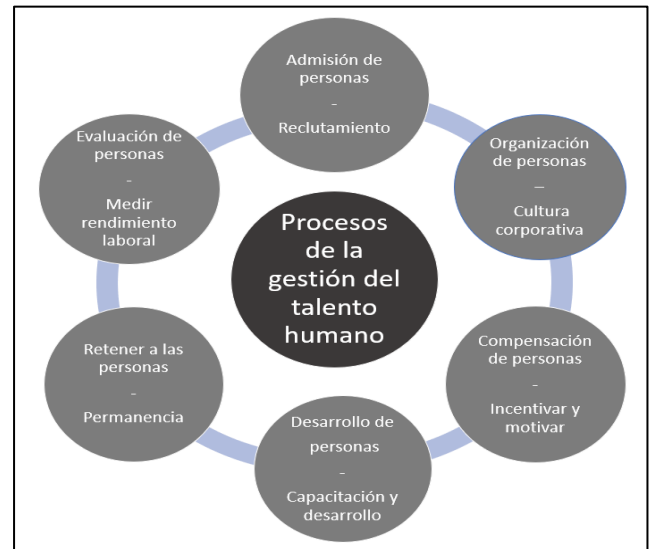 Admisión de
personas
-
Reclutamiento
Organización
de personas
–
Cultura
corporativa
Compensación
de personas
-
Incentivar y
motivar
Desarrollo de
personas
-
Capacitación y
desarrollo
Retener a las
personas
-
Permanencia
Evaluación de
personas
-
Medir
rendimiento
laboral
Procesos
de la
gestión del
talento
humano